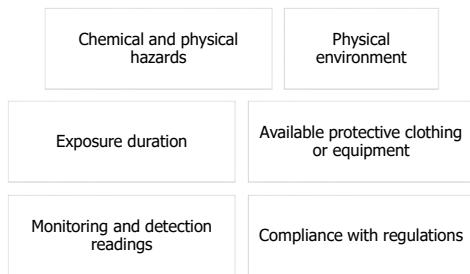 Chemical and physical
hazards
Physical
environment
Exposure duration
Available protective clothing
or equipment
Monitoring and detection
readings
Compliance with regulations